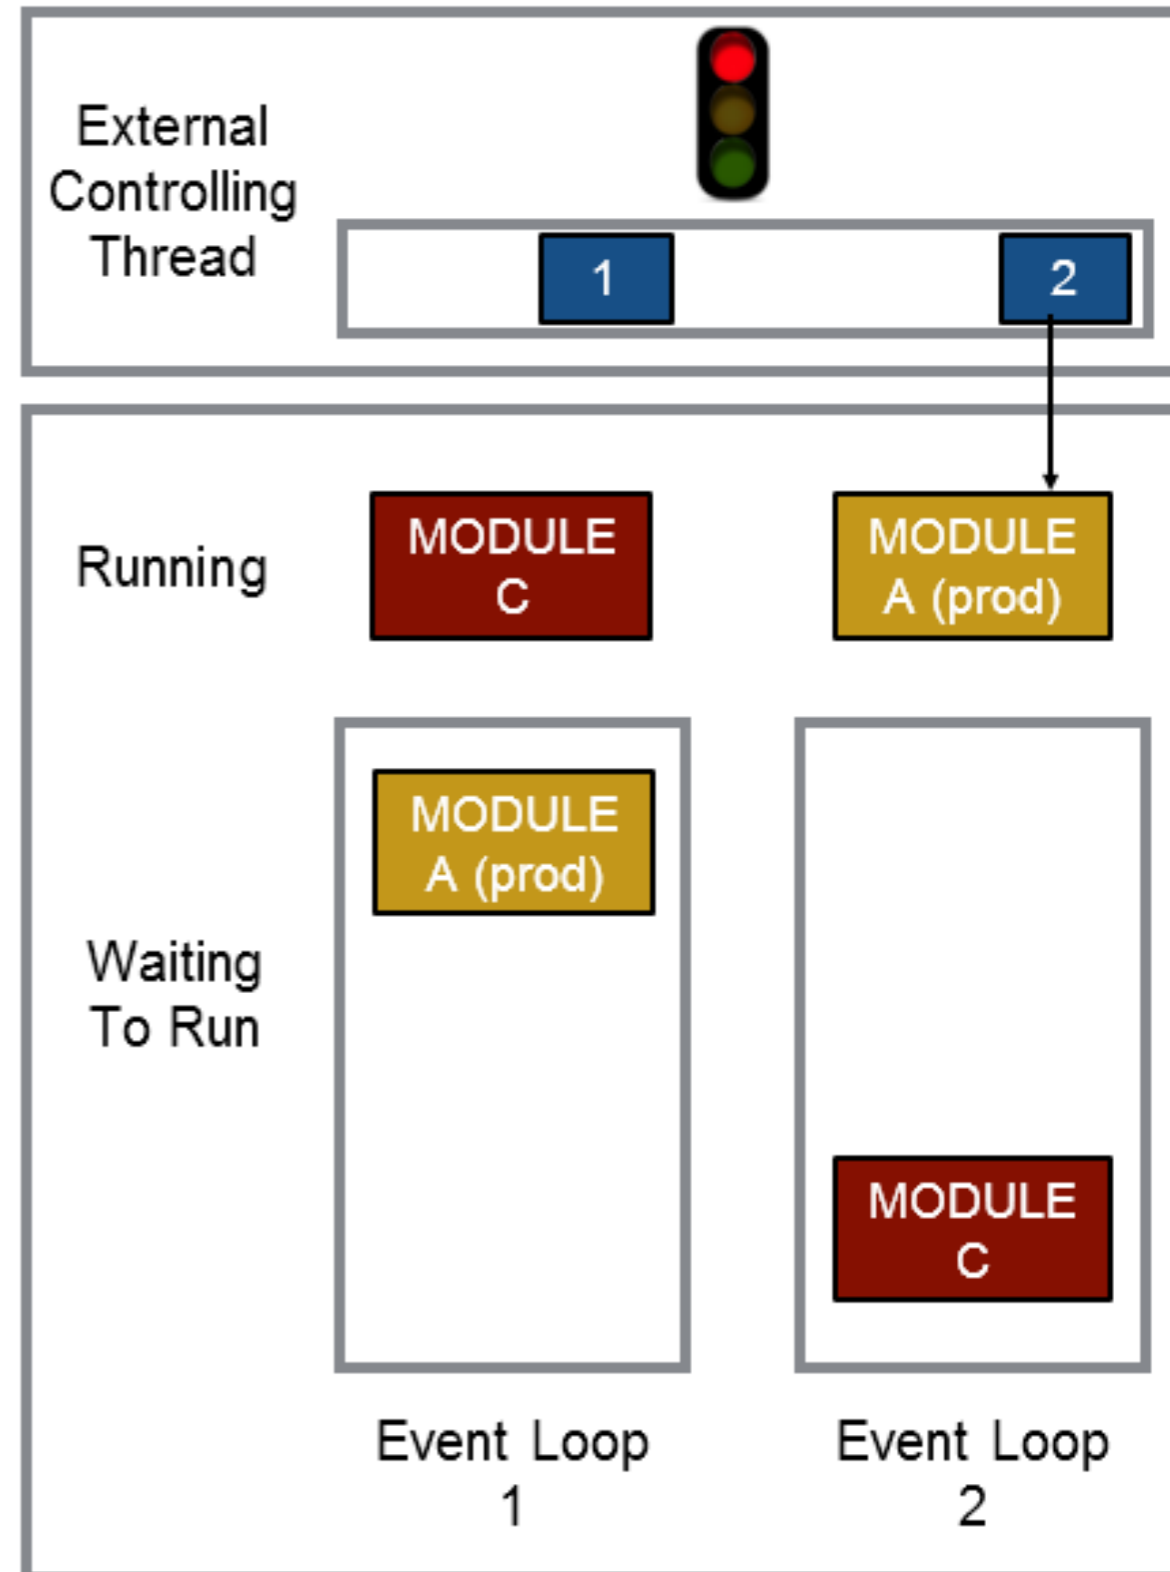 External
Controlling
Thread
1
2
Running
MODULE
C
MODULE
A (prod)
Waiting
To Run
MODULE
A (prod)
MODULE
C
Event Loop
1
Event Loop
2